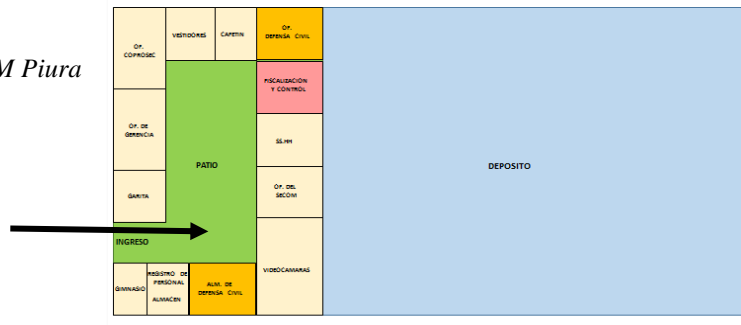 M Piura
OF.
COPROSEC
VESTIDORES
CAFETIN
OF.
DEFENSA CIVIL
FISCALIZACION
Y CONTROL
OF. DE
GERENCIA
SS.HH
PATIO
DEPOSITO
GARITA
OF. DEL
SECOM
INGRESO
VIDEOCAMARAS
GIMNASIO
REGISTRO DE
PERSONAL
ALMACEN
ALM. DE
DEFENSA CIVIL